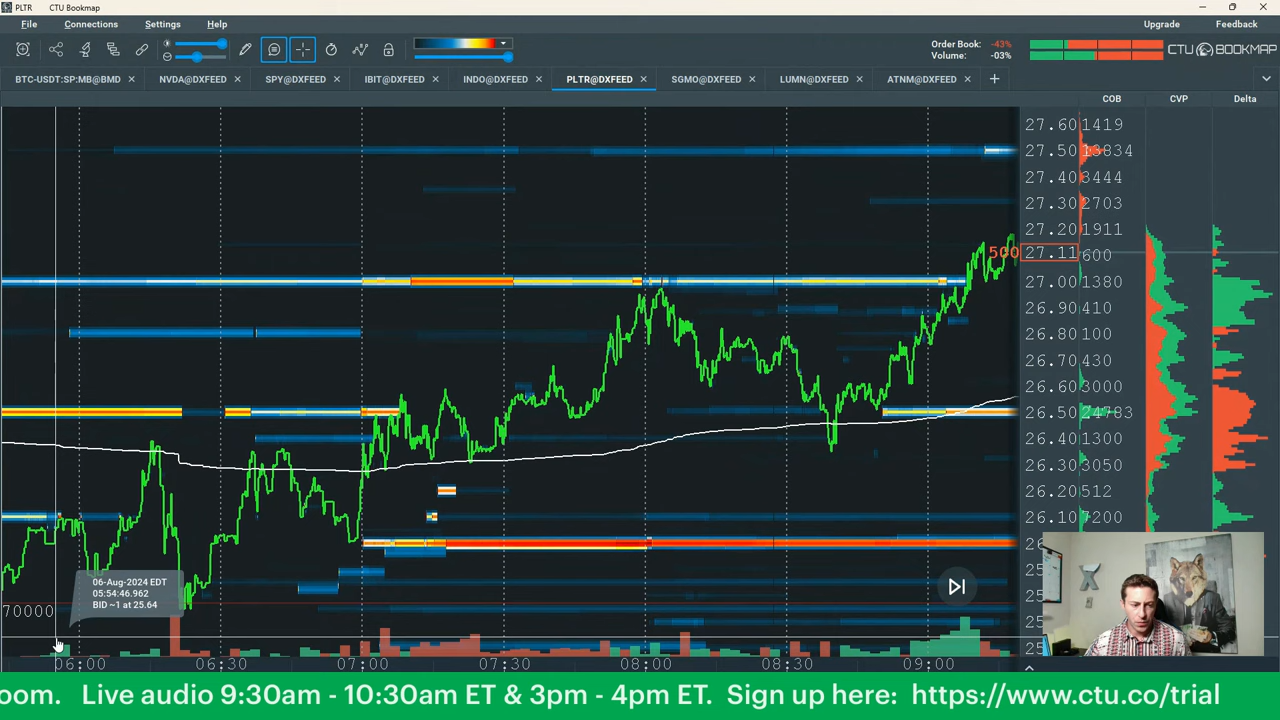 PLTR CTU Bookmap
File Connections Settings Help Upgrade Feedback
Order Book: -43%
Volume: -03%
CTU BOOKMAP
BTC-USDT:SP:MB@BMD NVDA@DXFEED SPY@DXFEED IBIT@DXFEED INDO@DXFEED PLTR@DXFEED SGMO@DXFEED LUMN@DXFEED ATNM@DXFEED
COB CVP Delta
27.60 1419
27.50 13834
27.40 3444
27.30 2703
27.20 1911
500 27.11 600
27.00 1380
26.90 410
26.80 100
26.70 430
26.60 3000
26.50 24783
26.40 1300
26.30 3050
26.20 512
26.10 7200
26
25
25
25
25
06-Aug-2024 EDT
05:54:46.962
BID ~1 at 25.64
70000
06:00 06:30 07:00 07:30 08:00 08:30 09:00
oom. Live audio 9:30am - 10:30am ET & 3pm - 4pm ET. Sign up here: https://www.ctu.co/trial